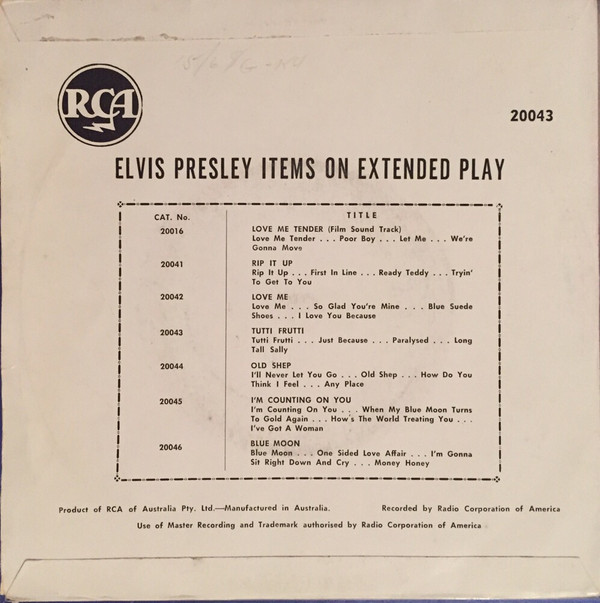 RCA
20043
ELVIS PRESLEY ITEMS ON EXTENDED PLAY
CAT. No.
TITLE
20016
LOVE ME TENDER (Film Sound Track)
Love Me Tender . . . Poor Boy . . . Let Me . . . We're
Gonna Move
20041
RIP IT UP
Rip It Up . . . First In Line . . . Ready Teddy . . . Tryin'
To Get To You
20042
LOVE ME
Love Me . . . So Glad You're Mine . . . Blue Suede
Shoes . . . I Love You Because
20043
TUTTI FRUTTI
Tutti Frutti . . . Just Because . . . Paralysed . . . Long
Tall Sally
20044
OLD SHEP
I'll Never Let You Go . . . Old Shep . . . How Do You
Think I Feel . . . Any Place
20045
I'M COUNTING ON YOU
I'm Counting On You . . . When My Blue Moon Turns
To Gold Again . . . How's The World Treating You . . .
I've Got A Woman
20046
BLUE MOON
Blue Moon . . . One Sided Love Affair . . . I'm Gonna
Sit Right Down And Cry . . . Money Honey
Product of RCA of Australia Pty. Ltd.—Manufactured in Australia. Recorded by Radio Corporation of America
Use of Master Recording and Trademark authorised by Radio Corporation of America